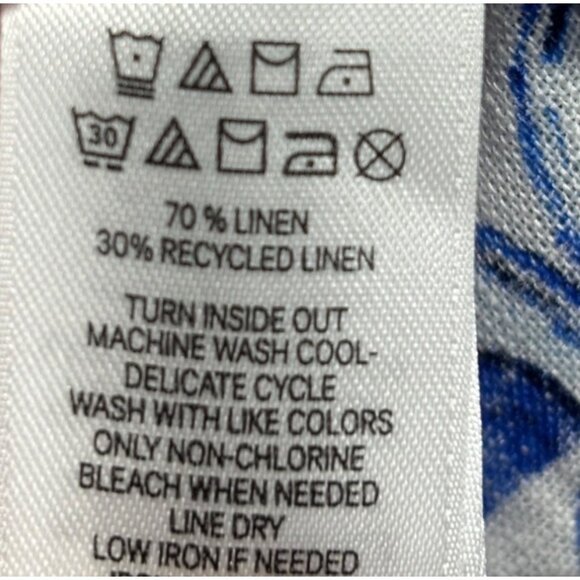 30
70 % LINEN
30% RECYCLED LINEN
TURN INSIDE OUT
MACHINE WASH COOL-
DELICATE CYCLE
WASH WITH LIKE COLORS
ONLY NON-CHLORINE
BLEACH WHEN NEEDED
LINE DRY
LOW IRON IF NEEDED